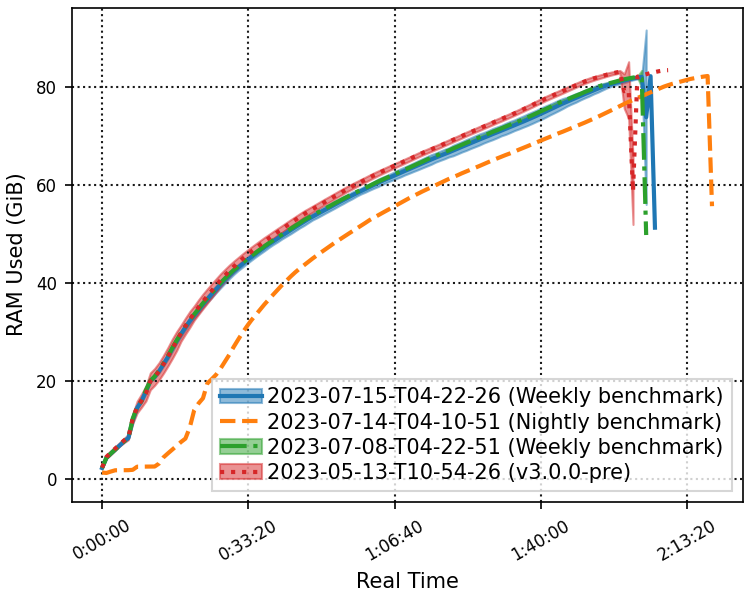 RAM Used (GiB)
80
60
40
20
0
2023-07-15-T04-22-26 (Weekly benchmark)
2023-07-14-T04-10-51 (Nightly benchmark)
2023-07-08-T04-22-51 (Weekly benchmark)
2023-05-13-T10-54-26 (v3.0.0-pre)
0:00:00
0:33:20
1:06:40
1:40:00
2:13:20
Real Time